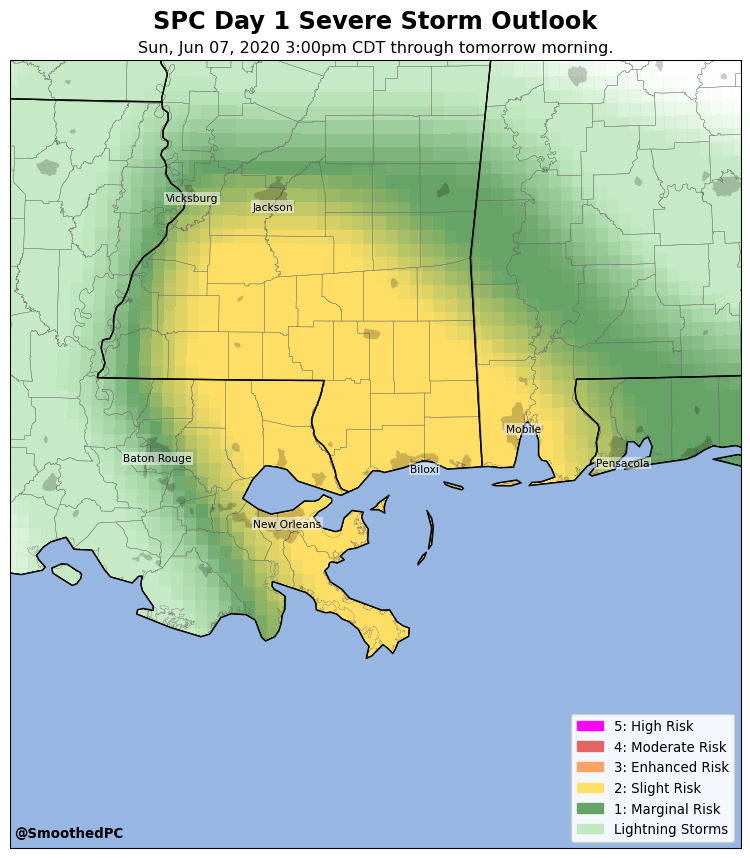 SPC Day 1 Severe Storm Outlook
Sun, Jun 07, 2020 3:00pm CDT through tomorrow morning.
Vicksburg
Jackson
Mobile
Baton Rouge
Pensacola
Biloxi
New Orleans
5: High Risk
4: Moderate Risk
3: Enhanced Risk
2: Slight Risk
1: Marginal Risk
Lightning Storms
@SmoothedPC